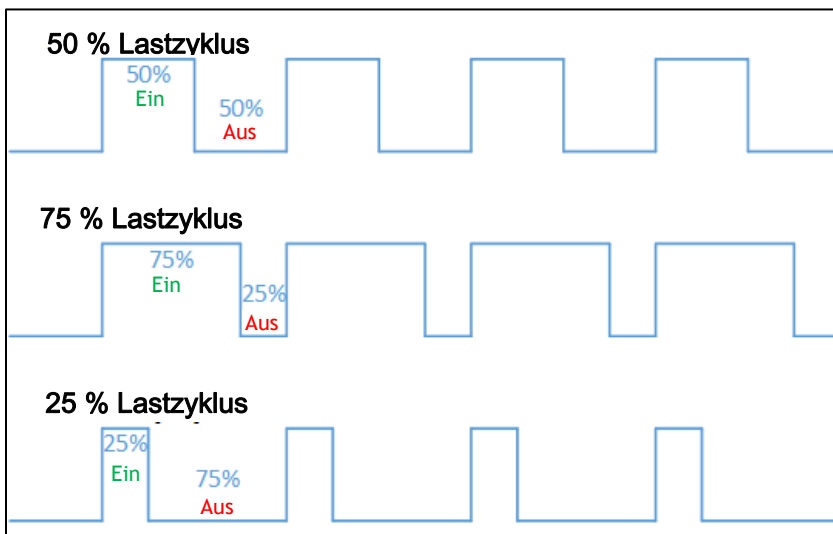 50 % Lastzyklus
50%
Ein
50%
Aus
75 % Lastzyklus
75%
Ein
25%
Aus
25 % Lastzyklus
25%
Ein
75%
Aus